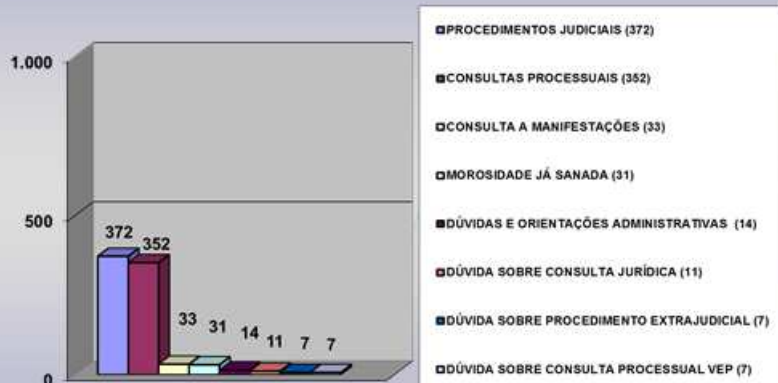 1.000
500
0
372
352
33
31
14
11
7
7
PROCEDIMENTOS JUDICIAIS (372)
CONSULTAS PROCESSUAIS (352)
CONSULTA A MANIFESTAÇÕES (33)
MOROSIDADE JÁ SANADA (31)
DÚVIDAS E ORIENTAÇÕES ADMINISTRATIVAS (14)
DÚVIDA SOBRE CONSULTA JURÍDICA (11)
DÚVIDA SOBRE PROCEDIMENTO EXTRAJUDICIAL (7)
DÚVIDA SOBRE CONSULTA PROCESSUAL VEP (7)